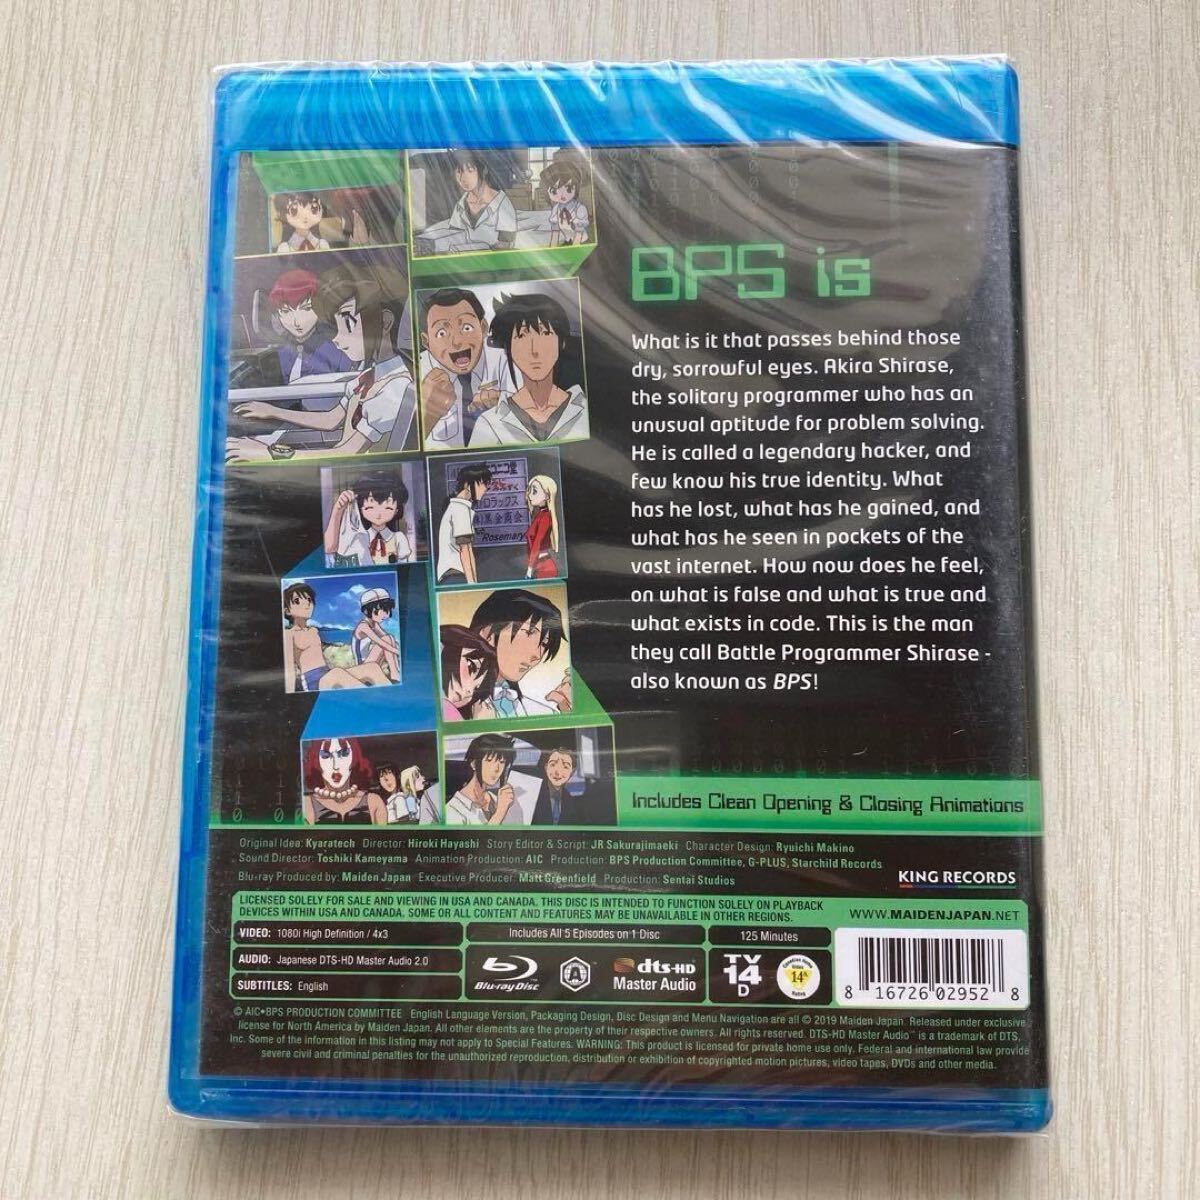 BPS is
What is it that passes behind those
dry, sorrowful eyes. Akira Shirase,
the solitary programmer who has an
unusual aptitude for problem solving.
He is called a legendary hacker, and
few know his true identity. What
has he lost, what has he gained, and
what has he seen in pockets of the
vast internet. How now does he feel,
on what is false and what is true and
what exists in code. This is the man
they call Battle Programmer Shirase -
also known as BPS!
ロラックス
黒金商会
Rosemary
Includes Clean Opening & Closing Animations
Original Idea: Kyaratech Director: Hiroki Hayashi Story Editor & Script: JR Sakurajimaeki Character Design: Ryuichi Makino
Sound Director: Toshiki Kameyama Animation Production: AIC Production: BPS Production Committee, G-PLUS, Starchild Records
Blu-ray Produced by: Maiden Japan Executive Producer: Matt Greenfield Production: Sentai Studios
KING RECORDS
LICENSED SOLELY FOR SALE AND VIEWING IN USA AND CANADA. THIS DISC IS INTENDED TO FUNCTION SOLELY ON PLAYBACK
DEVICES WITHIN USA AND CANADA. SOME OR ALL CONTENT AND FEATURES MAY BE UNAVAILABLE IN OTHER REGIONS.
WWW.MAIDENJAPAN.NET
VIDEO: 1080i High Definition / 4x3
Includes All 5 Episodes on 1 Disc
125 Minutes
AUDIO: Japanese DTS-HD Master Audio 2.0
SUBTITLES: English
Blu-ray Disc
A
dts-HD
Master Audio
TV
14
D
Canadian Home
Video
14A
Rated
8 16726 02952 8
© AIC•BPS PRODUCTION COMMITTEE English Language Version, Packaging Design, Disc Design and Menu Navigation are all © 2019 Maiden Japan. Released under exclusive
license for North America by Maiden Japan. All other elements are the property of their respective owners. All rights reserved. DTS-HD Master Audio™ is a trademark of DTS,
Inc. Some of the information in this listing may not apply to Special Features. WARNING: This product is licensed for private home use only. Federal and international law provide
severe civil and criminal penalties for the unauthorized reproduction, distribution or exhibition of copyrighted motion pictures, video tapes, DVDs and other media.